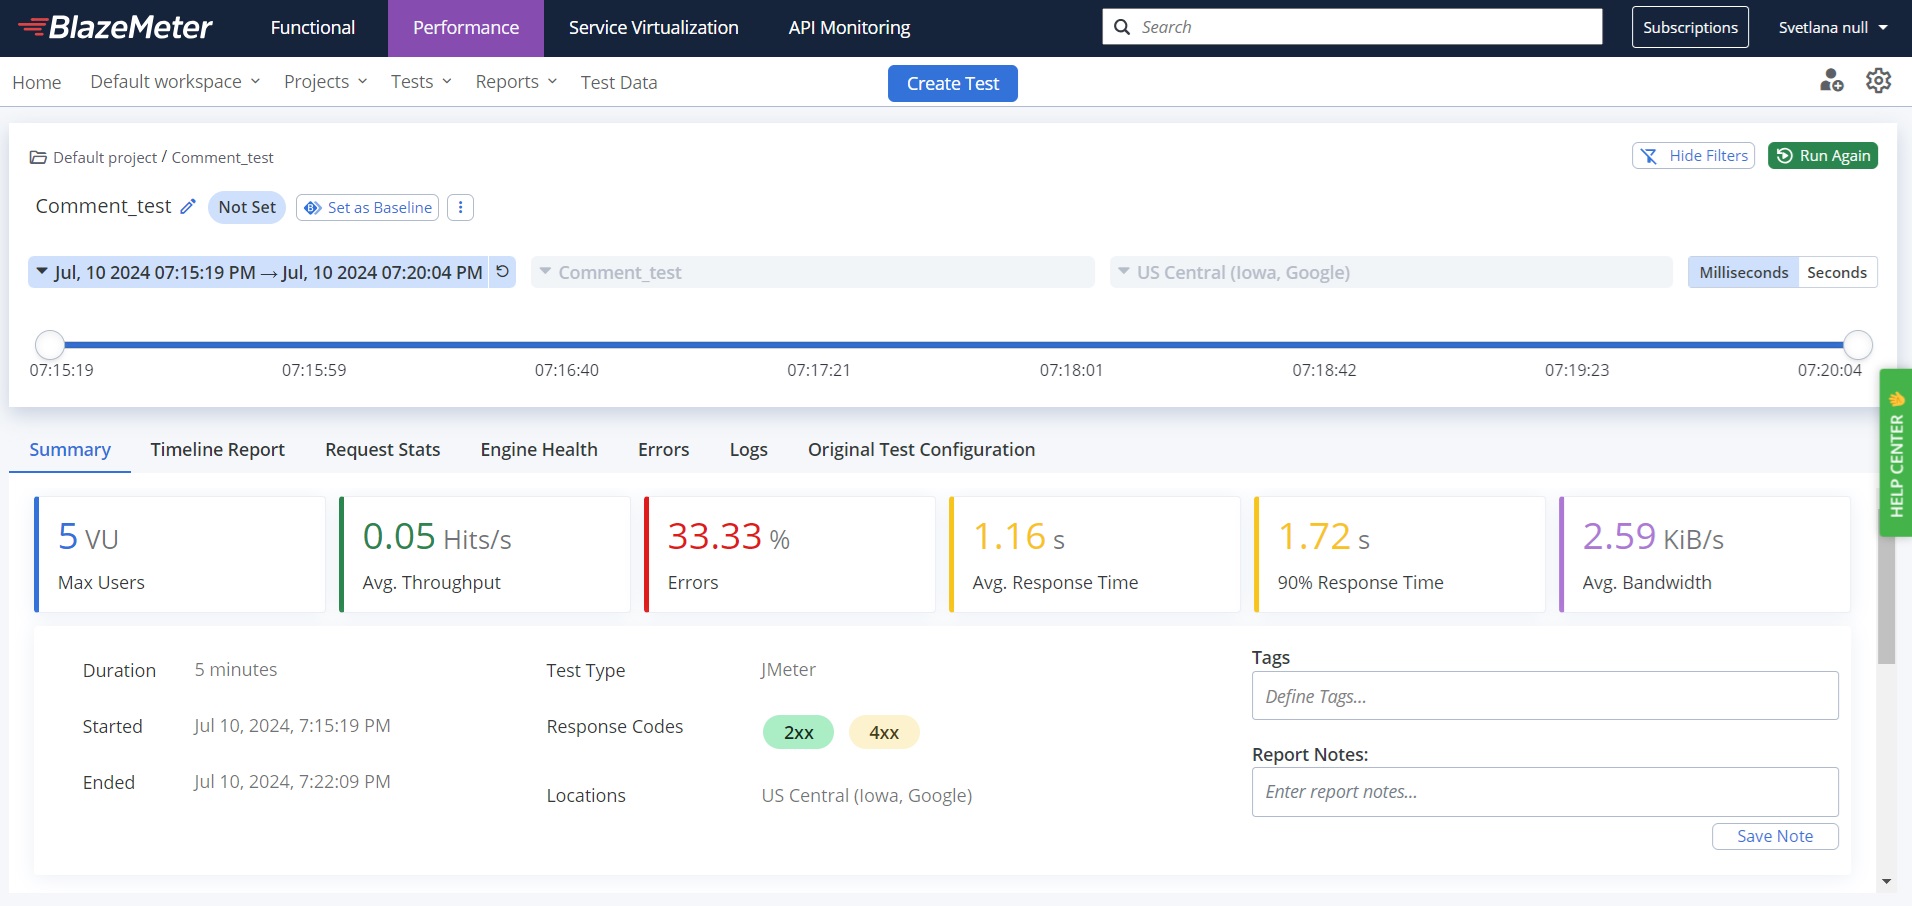 BlazeMeter Functional Performance Service Virtualization API Monitoring Search Subscriptions Svetlana null
Home Default workspace Projects Tests Reports Test Data Create Test
Default project / Comment_test Hide Filters Run Again
Comment_test Not Set Set as Baseline
Jul, 10 2024 07:15:19 PM → Jul, 10 2024 07:20:04 PM Comment_test US Central (Iowa, Google) Milliseconds Seconds
07:15:19 07:15:59 07:16:40 07:17:21 07:18:01 07:18:42 07:19:23 07:20:04
HELP CENTER
Summary Timeline Report Request Stats Engine Health Errors Logs Original Test Configuration
5 VU 0.05 Hits/s 33.33 % 1.16 s 1.72 s 2.59 KiB/s
Max Users Avg. Throughput Errors Avg. Response Time 90% Response Time Avg. Bandwidth
Duration 5 minutes Test Type JMeter Tags
Define Tags...
Started Jul 10, 2024, 7:15:19 PM Response Codes 2xx 4xx
Report Notes:
Ended Jul 10, 2024, 7:22:09 PM Locations US Central (Iowa, Google) Enter report notes...
Save Note